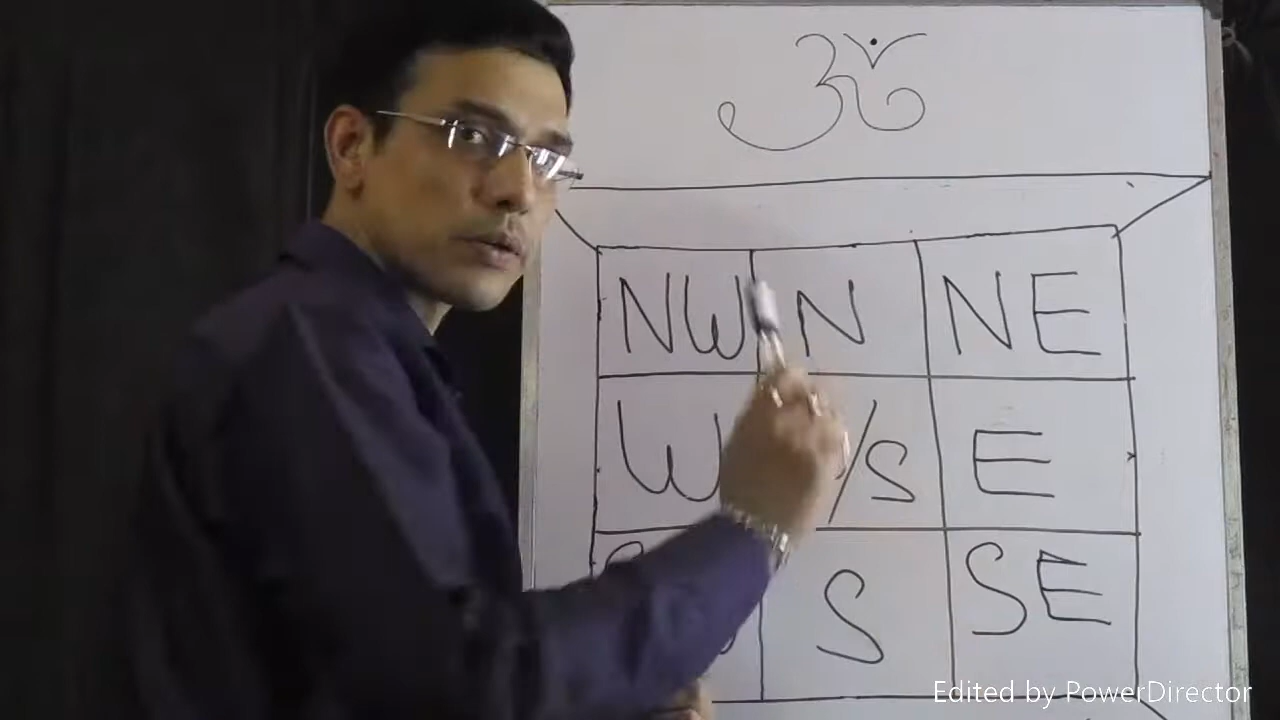 ॐ
NW N NE
W /S E
S S SE
Edited by PowerDirector